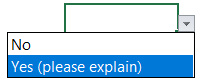 No
Yes (please explain)